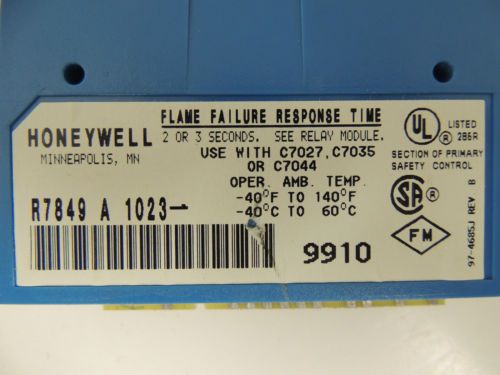 FLAME FAILURE RESPONSE TIME
HONEYWELL
MINNEAPOLIS, MN
2 OR 3 SECONDS. SEE RELAY MODULE.
USE WITH C7027,C7035
OR C7044
OPER. AMB. TEMP.
R7849 A 1023-
-40°F TO 140°F
-40°C TO 60°C
9910
UL ®
LISTED
286R
SECTION OF PRIMARY
SAFETY CONTROL
SA ®
FM
97-4685J REV B